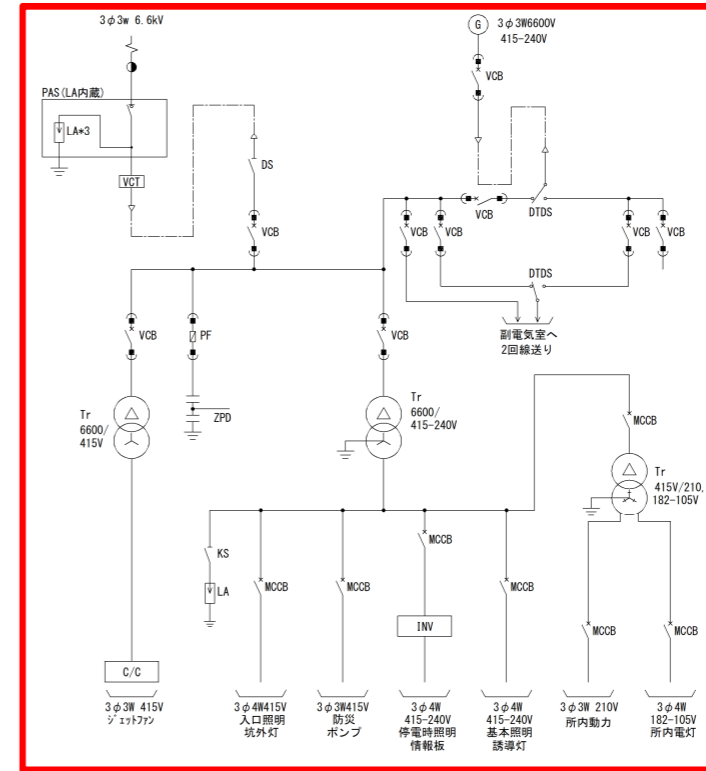 3φ3w 6.6kV
G
3φ3W6600V
415-240V
VCB
PAS(LA内蔵)
LA*3
VCT
DS
VCB
VCB
DTDS
VCB
VCB
VCB
VCB
DTDS
副電気室へ
2回線送り
VCB
PF
VCB
ZPD
Tr
6600/
415V
Tr
6600/
415-240V
MCCB
Tr
415V/210,
182-105V
KS
LA
MCCB
MCCB
MCCB
MCCB
INV
MCCB
MCCB
C/C
3φ3W 415V
ジェットファン
3φ4W415V
入口照明
坑外灯
3φ3W415V
防災
ポンプ
3φ4W
415-240V
停電時照明
情報板
3φ4W
415-240V
基本照明
誘導灯
3φ3W 210V
所内動力
3φ4W
182-105V
所内電灯